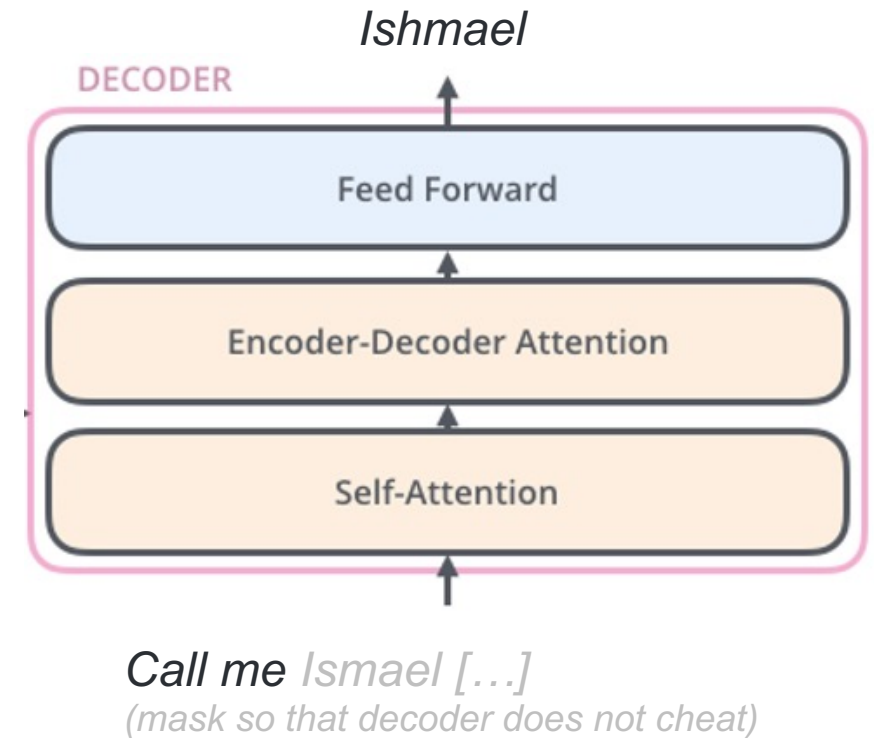 Ishmael
DECODER
Feed Forward
Encoder-Decoder Attention
Self-Attention
Call me Ismael […]
(mask so that decoder does not cheat)